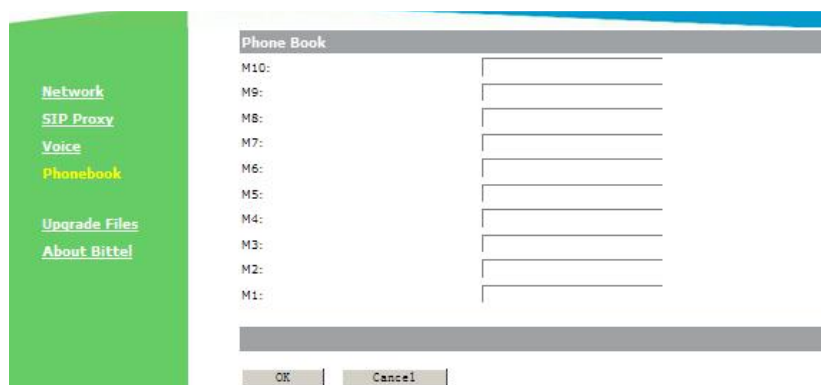 Network
SIP Proxy
Voice
Phonebook
Upgrade Files
About Bittel
Phone Book
M10:
M9:
M8:
M7:
M6:
M5:
M4:
M3:
M2:
M1:
OK
Cancel